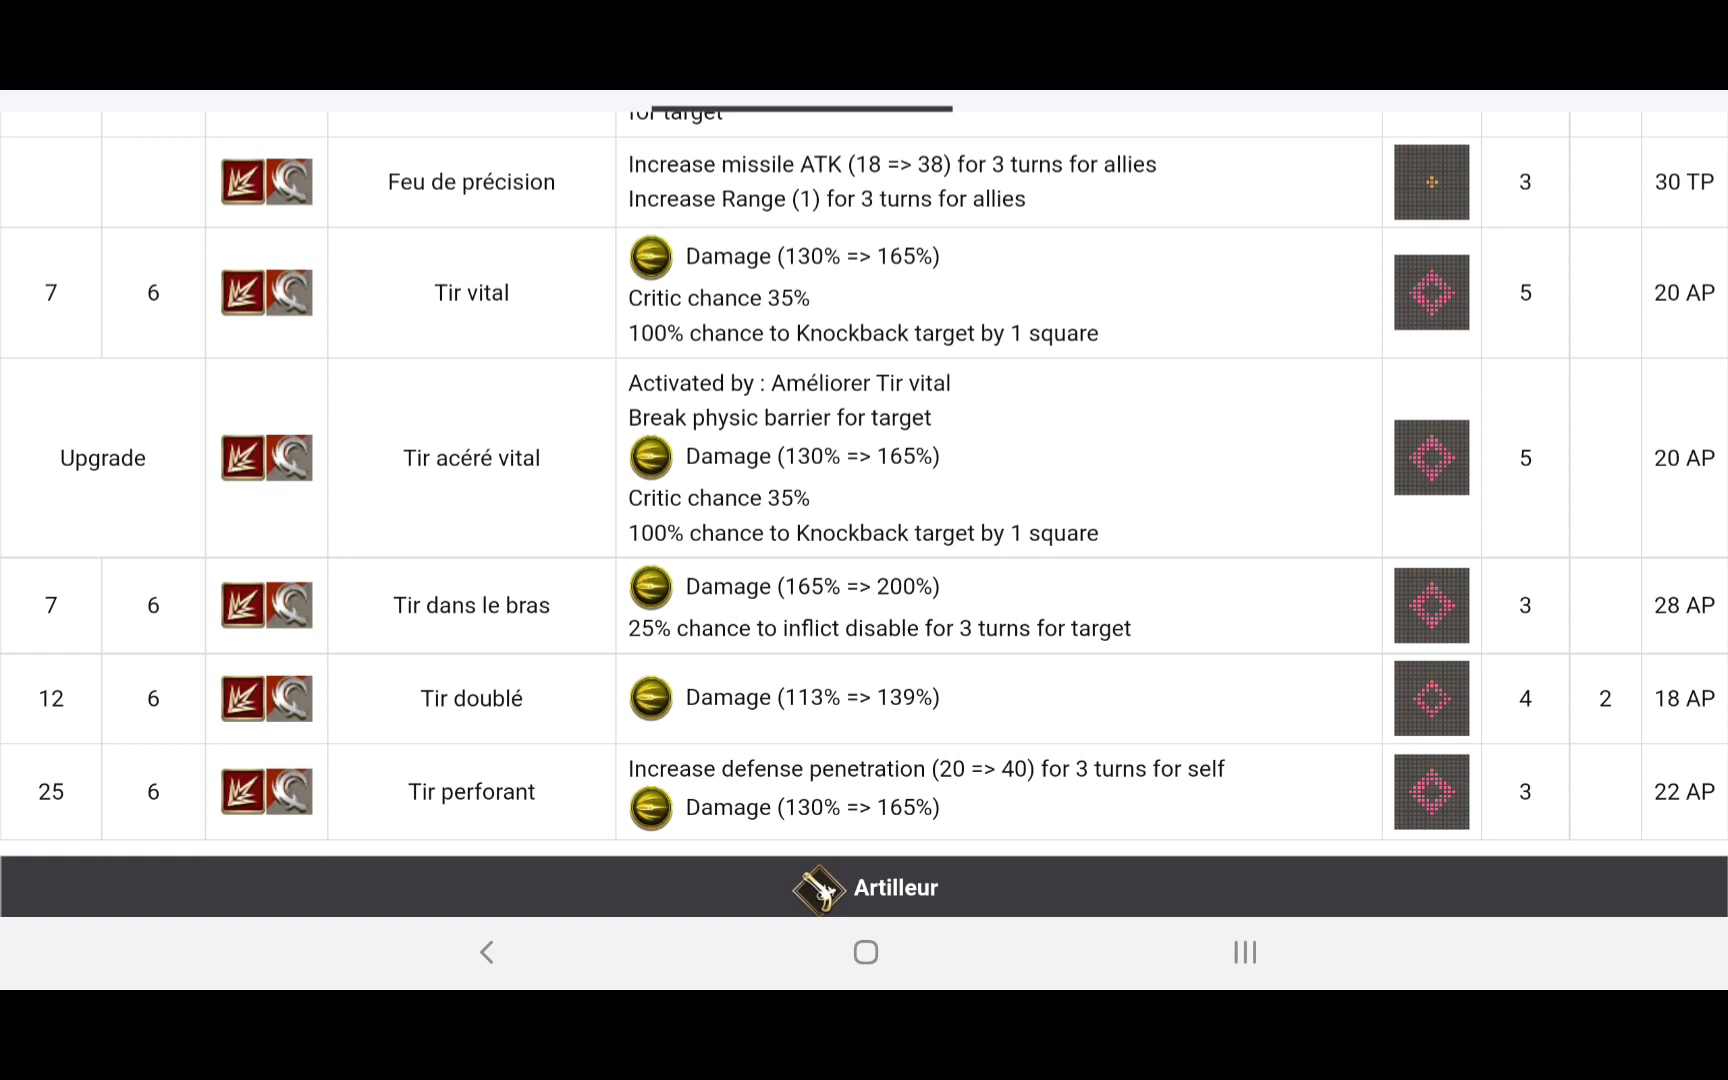 for target
Feu de précision
Increase missile ATK (18 => 38) for 3 turns for allies
Increase Range (1) for 3 turns for allies
3
30 TP
7
6
Tir vital
Damage (130% => 165%)
Critic chance 35%
100% chance to Knockback target by 1 square
5
20 AP
Upgrade
Tir acéré vital
Activated by : Améliorer Tir vital
Break physic barrier for target
Damage (130% => 165%)
Critic chance 35%
100% chance to Knockback target by 1 square
5
20 AP
7
6
Tir dans le bras
Damage (165% => 200%)
25% chance to inflict disable for 3 turns for target
3
28 AP
12
6
Tir doublé
Damage (113% => 139%)
4
2
18 AP
25
6
Tir perforant
Increase defense penetration (20 => 40) for 3 turns for self
Damage (130% => 165%)
3
22 AP
Artilleur